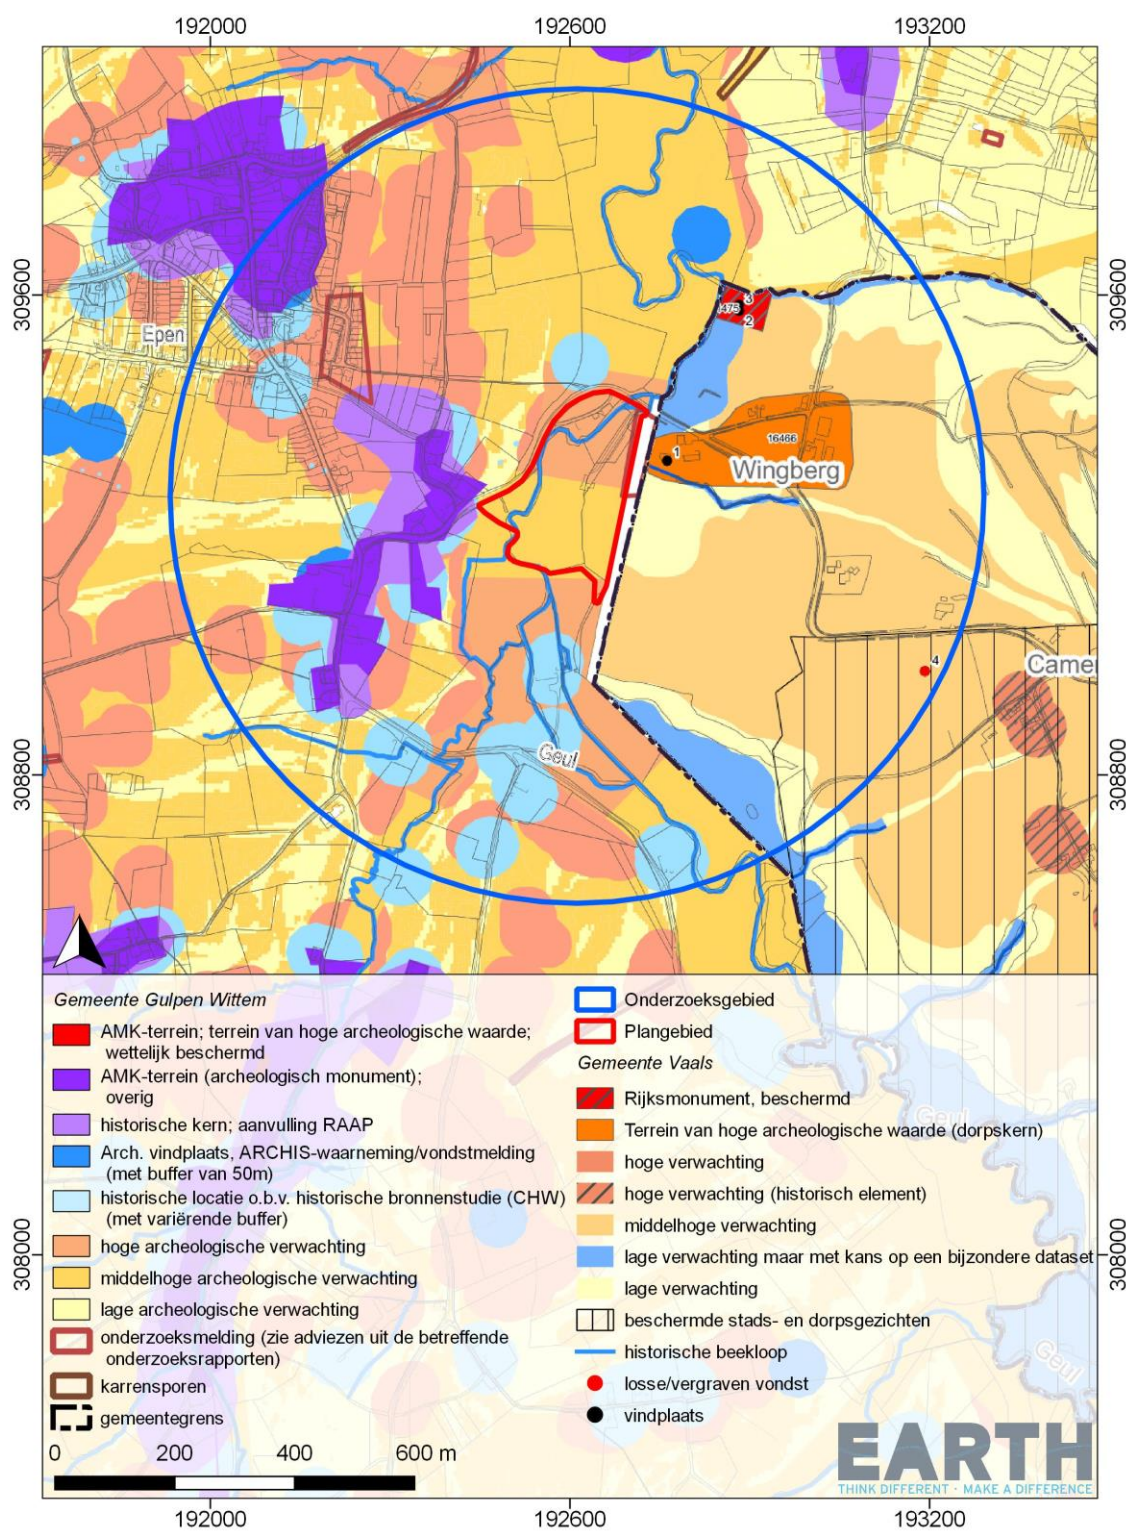 192000
192600
193200
309600
309600
Epen
475
3
2
1
16466
Wingberg
4
Camer
Geul
308800
308800
Gemeente Gulpen Wittem
AMK-terrein; terrein van hoge archeologische waarde;
wettelijk beschermd
AMK-terrein (archeologisch monument);
overig
historische kern; aanvulling RAAP
Arch. vindplaats, ARCHIS-waarneming/vondstmelding
(met buffer van 50m)
historische locatie o.b.v. historische bronnenstudie (CHW)
(met variërende buffer)
hoge archeologische verwachting
middelhoge archeologische verwachting
lage archeologische verwachting
onderzoeksmelding (zie adviezen uit de betreffende
onderzoeksrapporten)
karrensporen
gemeentegrens
0 200 400 600 m
Onderzoeksgebied
Plangebied
Gemeente Vaals
Rijksmonument, beschermd
Terrein van hoge archeologische waarde (dorpskern)
hoge verwachting
hoge verwachting (historisch element)
middelhoge verwachting
lage verwachting maar met kans op een bijzondere dataset
lage verwachting
beschermde stads- en dorpsgezichten
historische beekloop
losse/vergraven vondst
vindplaats
Geul
Geul
308000
308000
EARTH
THINK DIFFERENT - MAKE A DIFFERENCE
192000
192600
193200